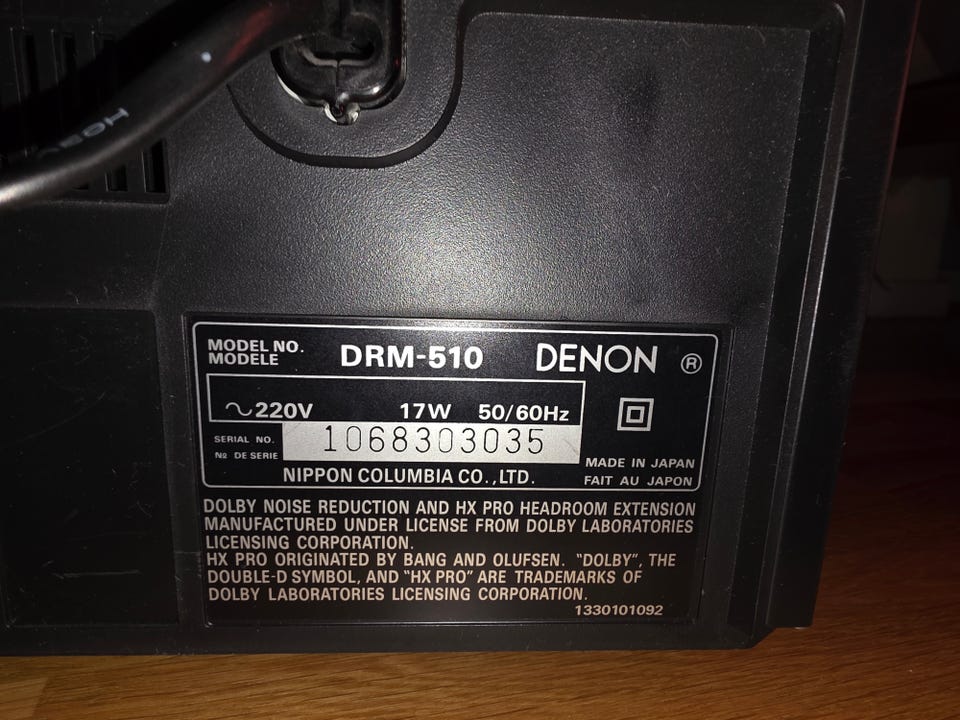 MODEL NO.
MODELE
DRM-510
DENON ®
～220V 17W 50/60Hz
SERIAL NO.
№ DE SERIE
1068303035
NIPPON COLUMBIA CO.,LTD.
MADE IN JAPAN
FAIT AU JAPON
DOLBY NOISE REDUCTION AND HX PRO HEADROOM EXTENSION
MANUFACTURED UNDER LICENSE FROM DOLBY LABORATORIES
LICENSING CORPORATION.
HX PRO ORIGINATED BY BANG AND OLUFSEN. "DOLBY", THE
DOUBLE-D SYMBOL, AND "HX PRO" ARE TRADEMARKS OF
DOLBY LABORATORIES LICENSING CORPORATION.
1330101092